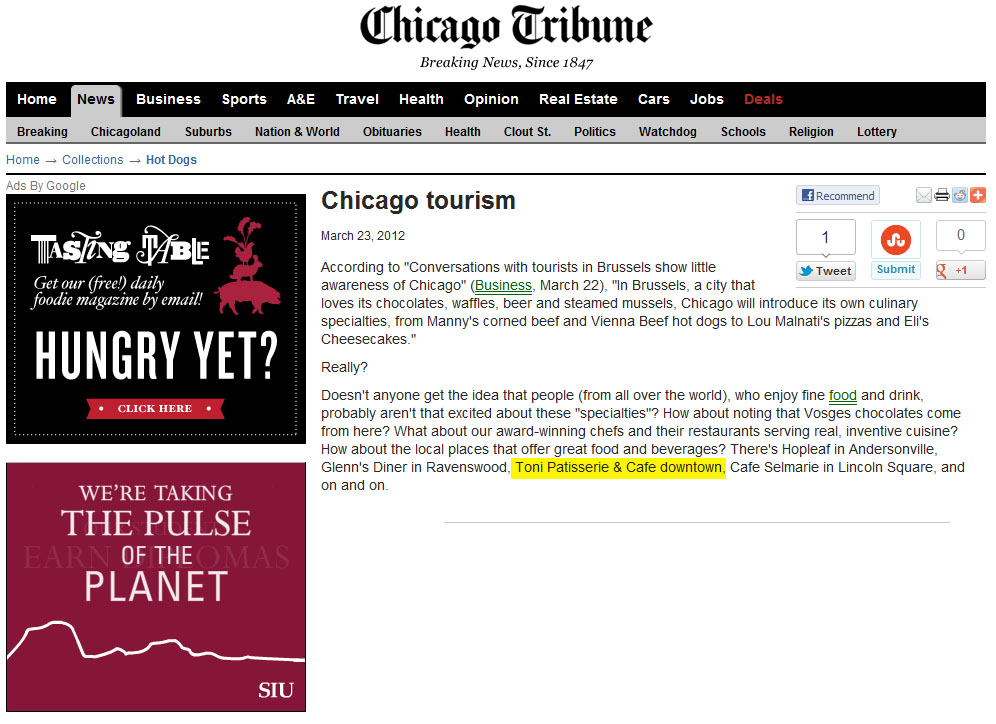 Chicago Tribune
Breaking News, Since 1847
Home News Business Sports A&E Travel Health Opinion Real Estate Cars Jobs Deals
Breaking Chicagoland Suburbs Nation & World Obituaries Health Clout St. Politics Watchdog Schools Religion Lottery
Home → Collections → Hot Dogs
Ads By Google
TASTING TABLE
Get our (free!) daily
foodie magazine by email!
HUNGRY YET?
• CLICK HERE •
WE'RE TAKING
THE PULSE
OF THE
PLANET
EARN DIPLOMAS
SIU
Chicago tourism
March 23, 2012
Recommend
1
Tweet
Submit
0
g +1
According to "Conversations with tourists in Brussels show little
awareness of Chicago" (Business, March 22), "In Brussels, a city that
loves its chocolates, waffles, beer and steamed mussels, Chicago will introduce its own culinary
specialties, from Manny's corned beef and Vienna Beef hot dogs to Lou Malnati's pizzas and Eli's
Cheesecakes."
Really?
Doesn't anyone get the idea that people (from all over the world), who enjoy fine food and drink,
probably aren't that excited about these "specialties"? How about noting that Vosges chocolates come
from here? What about our award-winning chefs and their restaurants serving real, inventive cuisine?
How about the local places that offer great food and beverages? There's Hopleaf in Andersonville,
Glenn's Diner in Ravenswood, Toni Patisserie & Cafe downtown, Cafe Selmarie in Lincoln Square, and
on and on.